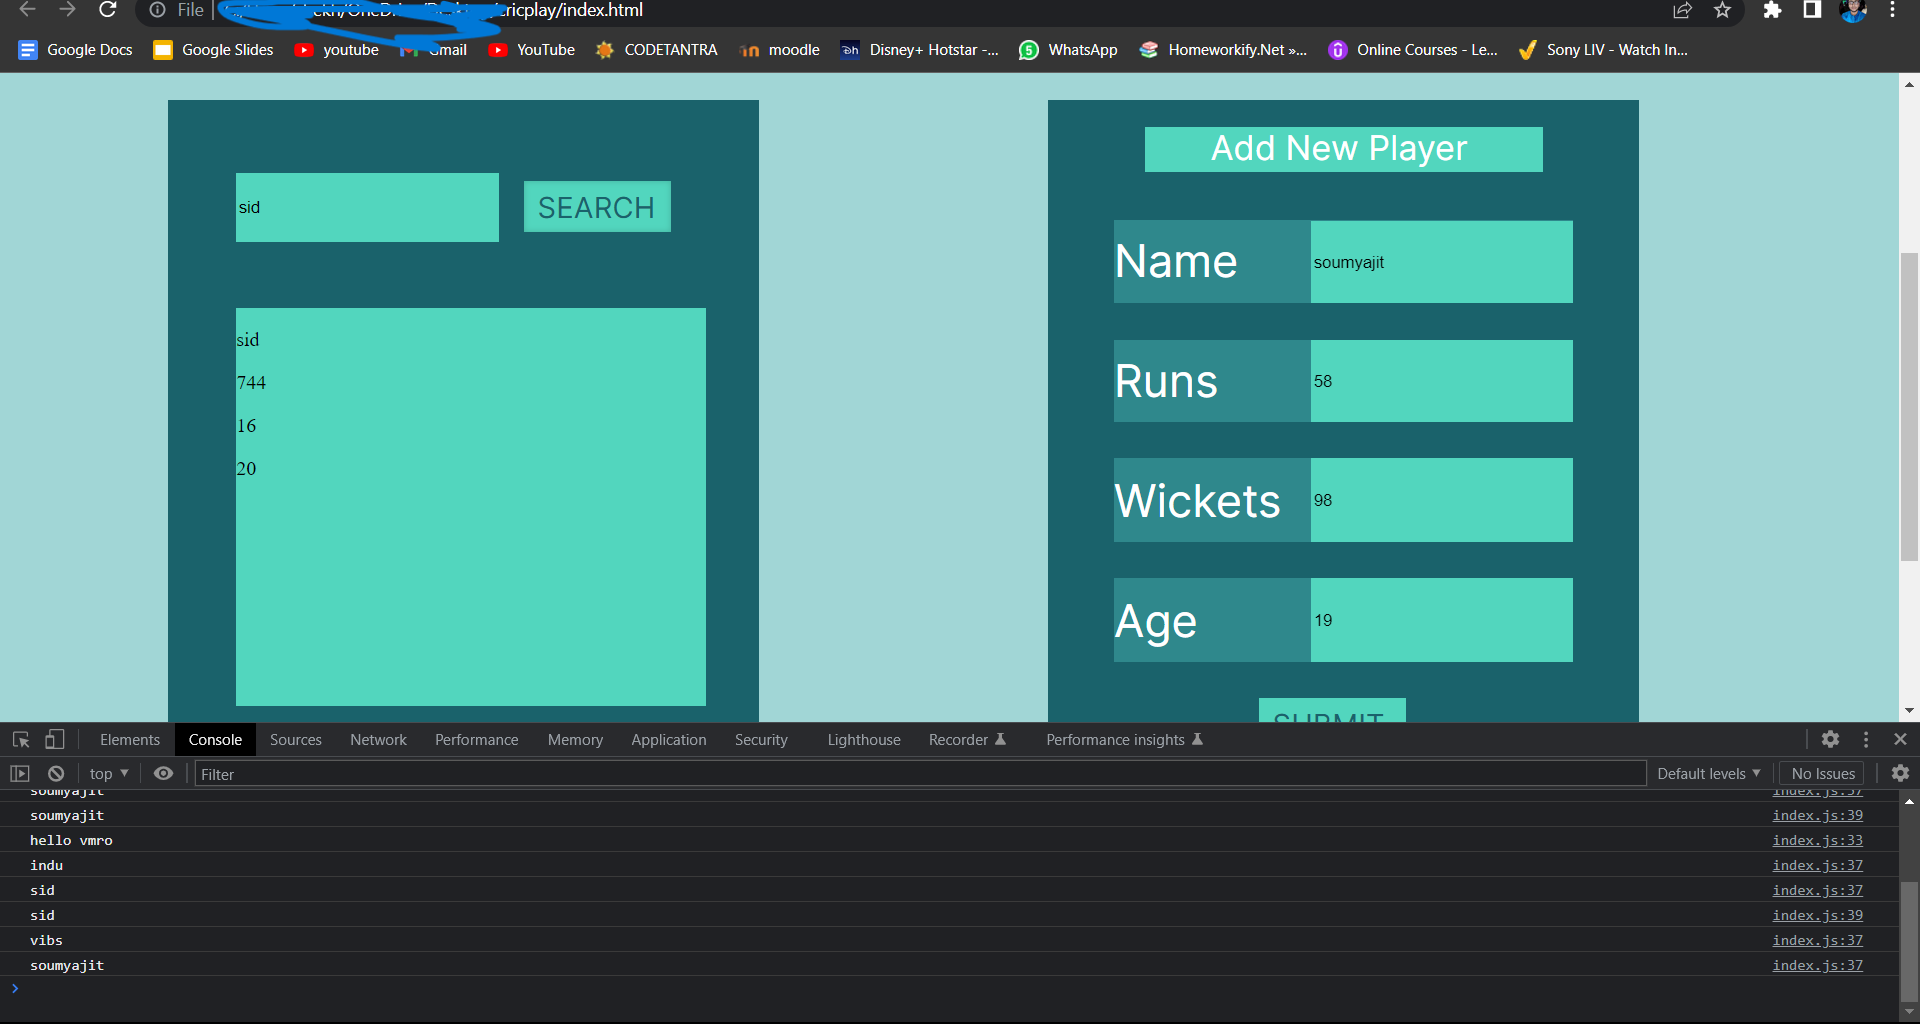 File
cricplay/index.html
Google Docs Google Slides youtube Gmail YouTube CODETANTRA moodle Disney+ Hotstar -... WhatsApp Homeworkify.Net »... Online Courses - Le... Sony LIV - Watch In...
sid SEARCH
sid
744
16
20
Add New Player
Name soumyajit
Runs 58
Wickets 98
Age 19
SUBMIT
Elements Console Sources Network Performance Memory Application Security Lighthouse Recorder Performance insights
top Filter Default levels No Issues
soumyajit index.js:37
soumyajit index.js:39
hello vmro index.js:33
indu index.js:37
sid index.js:37
sid index.js:39
vibs index.js:37
soumyajit index.js:37